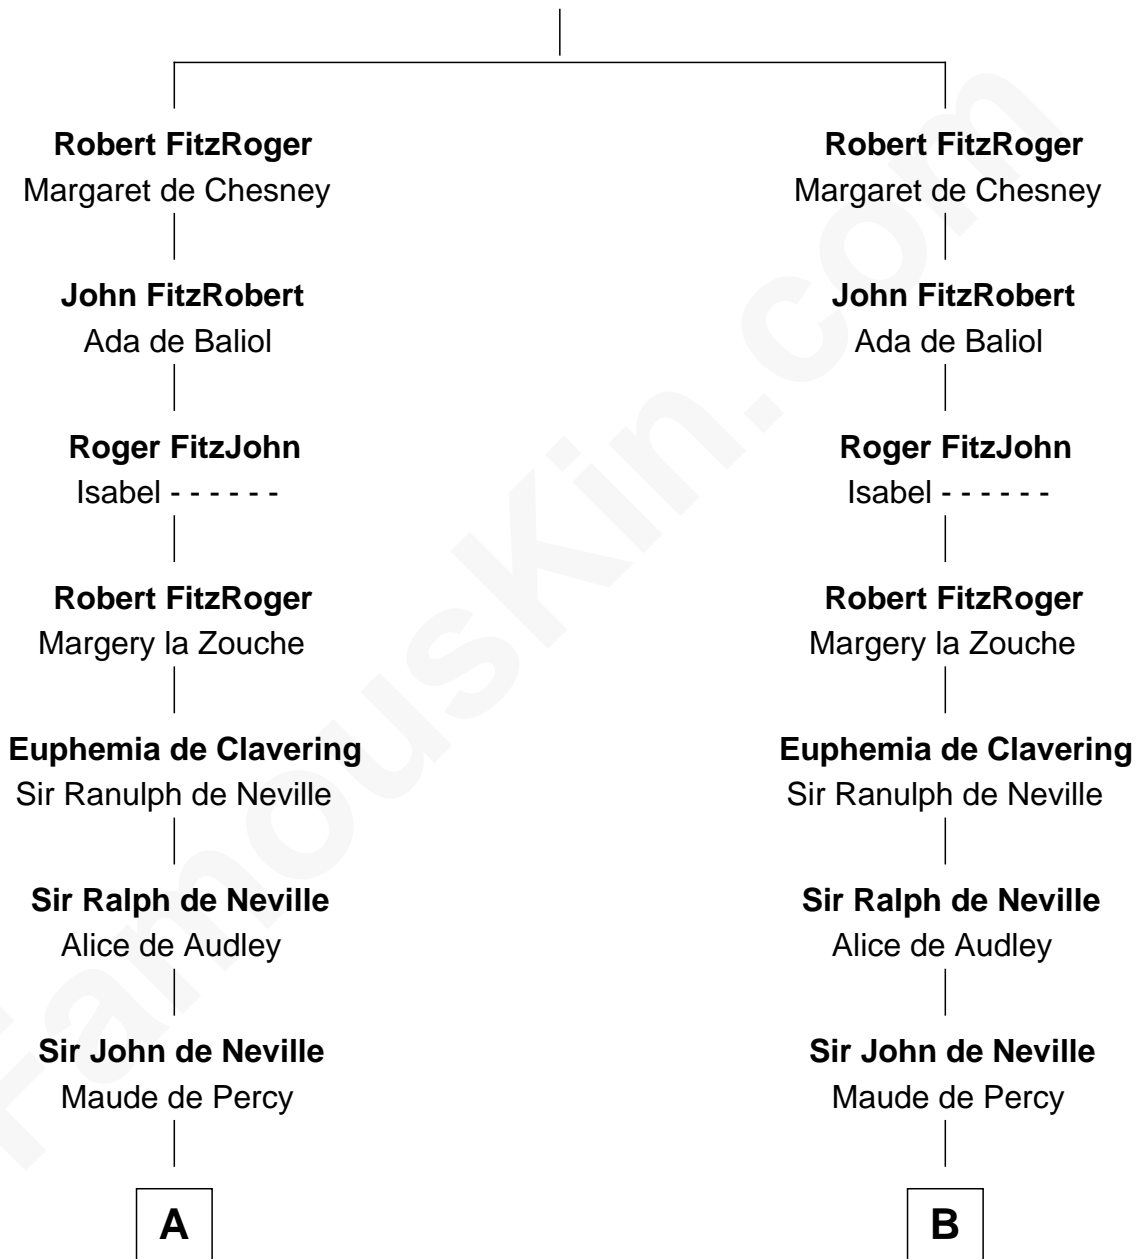 Robert FitzRoger
Margaret de Chesney
John FitzRobert
Ada de Baliol
Roger FitzJohn
Isabel - - - - - -
Robert FitzRoger
Margery la Zouche
Euphemia de Clavering
Sir Ranulph de Neville
Sir Ralph de Neville
Alice de Audley
Sir John de Neville
Maude de Percy
A
Robert FitzRoger
Margaret de Chesney
John FitzRobert
Ada de Baliol
Roger FitzJohn
Isabel - - - - - -
Robert FitzRoger
Margery la Zouche
Euphemia de Clavering
Sir Ranulph de Neville
Sir Ralph de Neville
Alice de Audley
Sir John de Neville
Maude de Percy
B
FamousKin.com